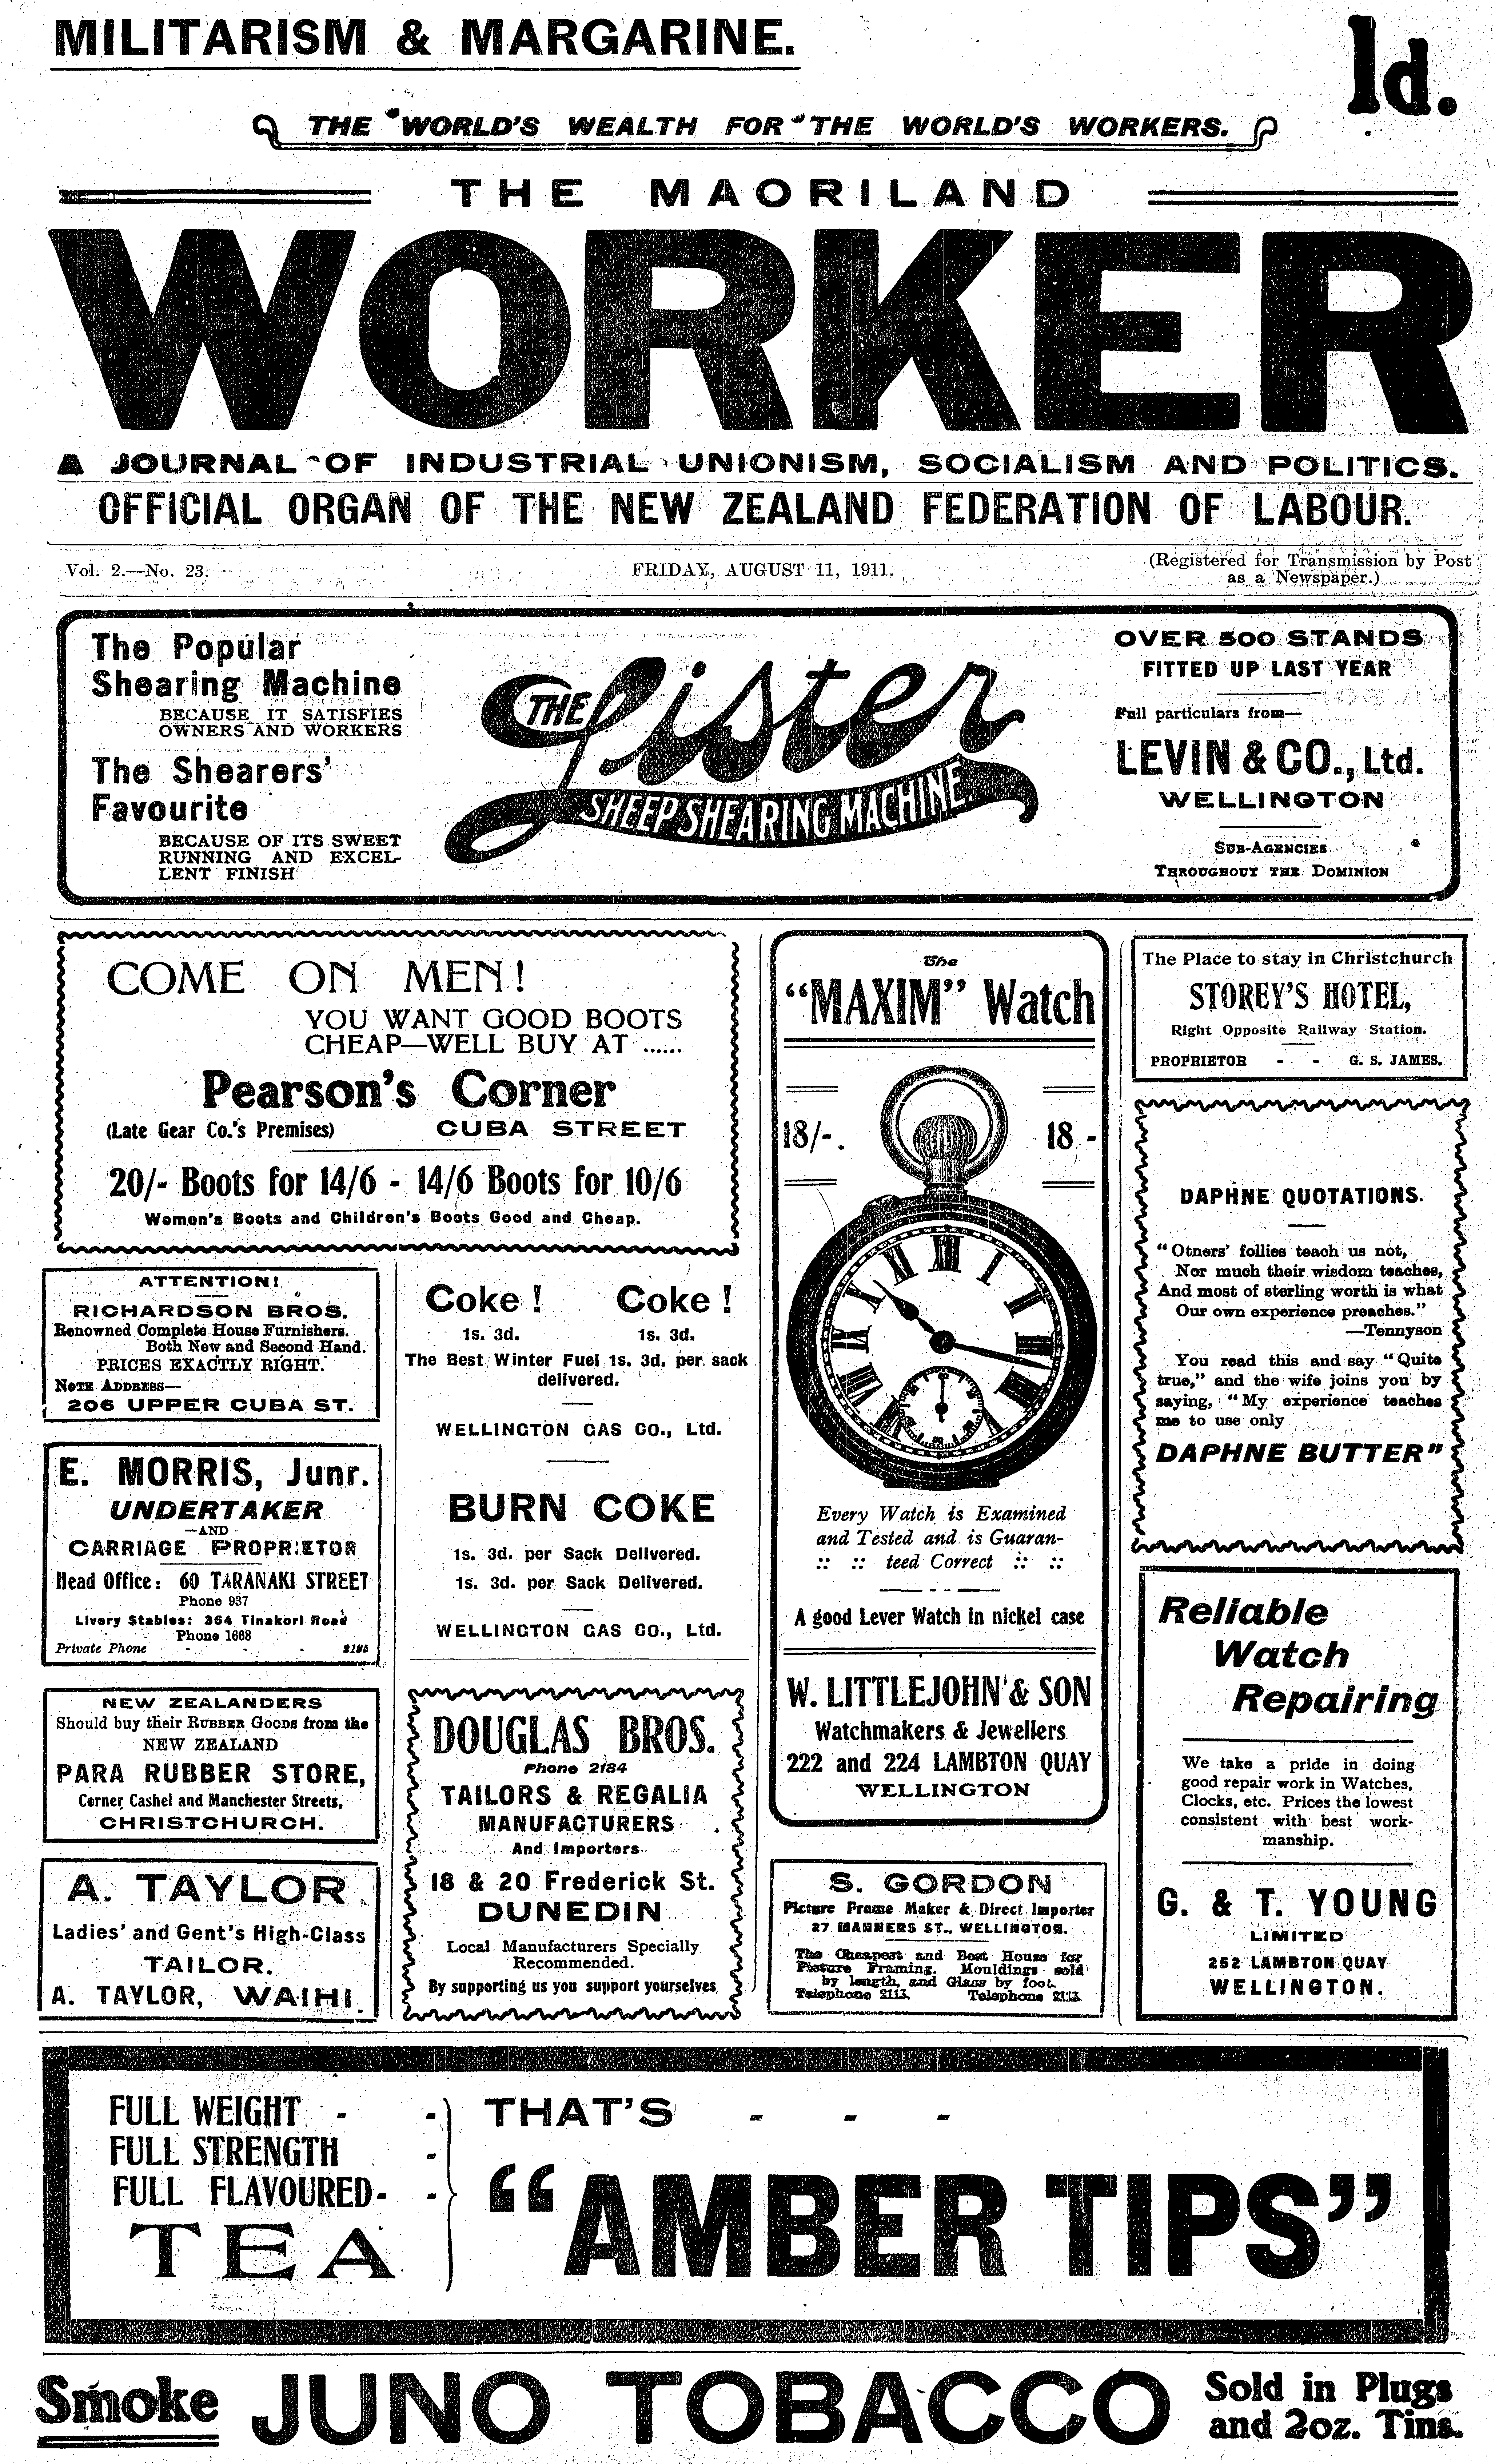 MILITARISM & MARGARINE.
1d.
THE WORLD'S WEALTH FOR THE WORLD'S WORKERS.
THE MAORILAND
WORKER
A JOURNAL OF INDUSTRIAL UNIONISM, SOCIALISM AND POLITICS.
OFFICIAL ORGAN OF THE NEW ZEALAND FEDERATION OF LABOUR.
Vol. 2.—No. 23.
FRIDAY, AUGUST 11, 1911.
(Registered for Transmission by Post
as a Newspaper.)
The Popular
Shearing Machine
BECAUSE IT SATISFIES
OWNERS AND WORKERS
The Shearers'
Favourite
BECAUSE OF ITS SWEET
RUNNING AND EXCEL-
LENT FINISH
THE Lister
SHEEP SHEARING MACHINE
OVER 500 STANDS
FITTED UP LAST YEAR
Full particulars from—
LEVIN & CO., Ltd.
WELLINGTON
SUB-AGENCIES
THROUGHOUT THE DOMINION
COME ON MEN!
YOU WANT GOOD BOOTS
CHEAP—WELL BUY AT ......
Pearson's Corner
(Late Gear Co.'s Premises) CUBA STREET
20/- Boots for 14/6 - 14/6 Boots for 10/6
Women's Boots and Children's Boots Good and Cheap.
ATTENTION!
RICHARDSON BROS.
Renowned Complete House Furnishers.
Both New and Second Hand.
PRICES EXACTLY RIGHT.
NOTE ADDRESS—
206 UPPER CUBA ST.
E. MORRIS, Junr.
UNDERTAKER
—AND
CARRIAGE PROPRIETOR
Head Office: 60 TARANAKI STREET
Phone 937
Livery Stables: 364 Tinakori Road
Phone 1668
Private Phone - - -
NEW ZEALANDERS
Should buy their RUBBER GOODS from the
NEW ZEALAND
PARA RUBBER STORE,
Corner Cashel and Manchester Streets,
CHRISTCHURCH.
A. TAYLOR
Ladies' and Gent's High-Class
TAILOR.
A. TAYLOR, WAIHI.
Coke! Coke!
1s. 3d. 1s. 3d.
The Best Winter Fuel 1s. 3d. per sack
delivered.
WELLINGTON GAS CO., Ltd.
BURN COKE
1s. 3d. per Sack Delivered.
1s. 3d. per Sack Delivered.
WELLINGTON GAS CO., Ltd.
DOUGLAS BROS.
Phone 2184
TAILORS & REGALIA
MANUFACTURERS
And Importers
18 & 20 Frederick St.
DUNEDIN
Local Manufacturers Specially
Recommended.
By supporting us you support yourselves
The
"MAXIM" Watch
18/-. 18 -
Every Watch is Examined
and Tested and is Guaran-
:: :: teed Correct :: ::
A good Lever Watch in nickel case
W. LITTLEJOHN & SON
Watchmakers & Jewellers
222 and 224 LAMBTON QUAY
WELLINGTON
S. GORDON
Picture Frame Maker & Direct Importer
27 MANNERS ST., WELLINGTON.
The Cheapest and Best House for
Picture Framing. Mouldings sold
by length, and Glass by foot.
Telephone 2113. Telephone 2113.
The Place to stay in Christchurch
STOREY'S HOTEL,
Right Opposite Railway Station.
PROPRIETOR - - G. S. JAMES.
DAPHNE QUOTATIONS.
"Otners' follies teach us not,
Nor much their wisdom teaches,
And most of sterling worth is what
Our own experience preaches."
—Tennyson
You read this and say "Quite
true," and the wife joins you by
saying, "My experience teaches
me to use only
DAPHNE BUTTER"
Reliable
Watch
Repairing
We take a pride in doing
good repair work in Watches,
Clocks, etc. Prices the lowest
consistent with best work-
manship.
G. & T. YOUNG
LIMITED
252 LAMBTON QUAY
WELLINGTON.
FULL WEIGHT - -
FULL STRENGTH -
FULL FLAVOURED- -
TEA
THAT'S - - -
"AMBER TIPS"
Smoke JUNO TOBACCO
Sold in Plugs
and 2oz. Tins.